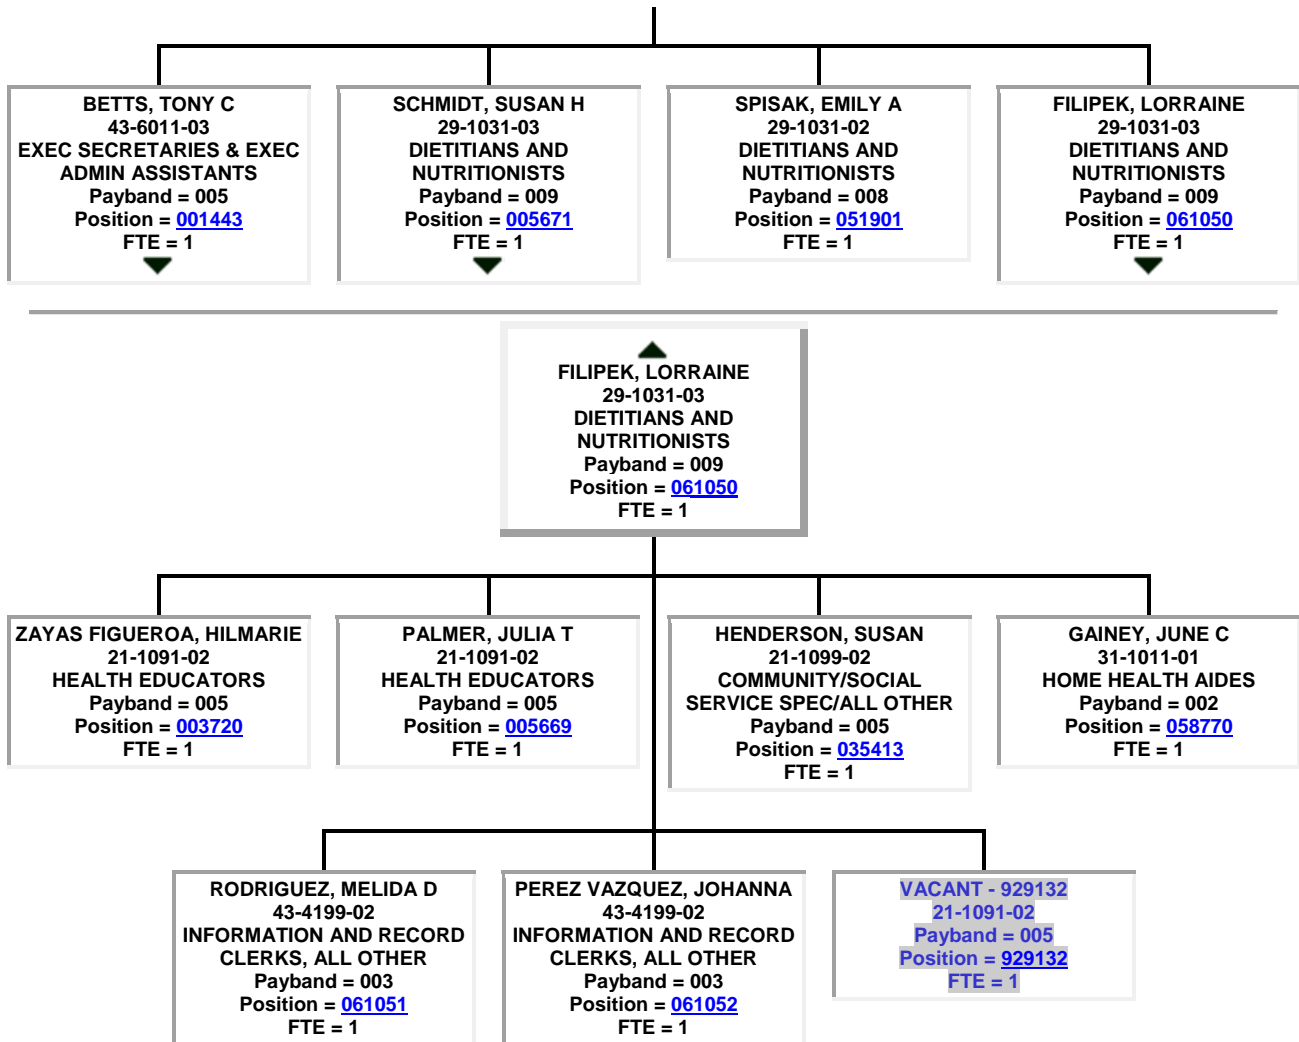 BETTS, TONY C
43-6011-03
EXEC SECRETARIES & EXEC
ADMIN ASSISTANTS
Payband = 005
Position = 001443
FTE = 1
SCHMIDT, SUSAN H
29-1031-03
DIETITIANS AND
NUTRITIONISTS
Payband = 009
Position = 005671
FTE = 1
SPISAK, EMILY A
29-1031-02
DIETITIANS AND
NUTRITIONISTS
Payband = 008
Position = 051901
FTE = 1
FILIPEK, LORRAINE
29-1031-03
DIETITIANS AND
NUTRITIONISTS
Payband = 009
Position = 061050
FTE = 1
FILIPEK, LORRAINE
29-1031-03
DIETITIANS AND
NUTRITIONISTS
Payband = 009
Position = 061050
FTE = 1
ZAYAS FIGUEROA, HILMARIE
21-1091-02
HEALTH EDUCATORS
Payband = 005
Position = 003720
FTE = 1
PALMER, JULIA T
21-1091-02
HEALTH EDUCATORS
Payband = 005
Position = 005669
FTE = 1
HENDERSON, SUSAN
21-1099-02
COMMUNITY/SOCIAL
SERVICE SPEC/ALL OTHER
Payband = 005
Position = 035413
FTE = 1
GAINEY, JUNE C
31-1011-01
HOME HEALTH AIDES
Payband = 002
Position = 058770
FTE = 1
RODRIGUEZ, MELIDA D
43-4199-02
INFORMATION AND RECORD
CLERKS, ALL OTHER
Payband = 003
Position = 061051
FTE = 1
PEREZ VAZQUEZ, JOHANNA
43-4199-02
INFORMATION AND RECORD
CLERKS, ALL OTHER
Payband = 003
Position = 061052
FTE = 1
VACANT - 929132
21-1091-02
Payband = 005
Position = 929132
FTE = 1